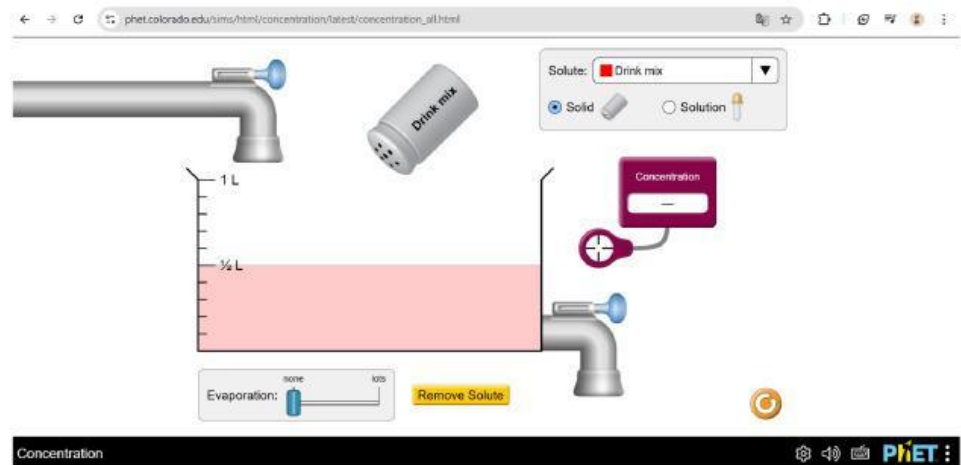 phet.colorado.edu/sims/html/concentration/latest/concentration_all.html
Solute: Drink mix
Solid Solution
Drink mix
Concentration
—
1 L
½ L
none lots
Evaporation:
Remove Solute
Concentration
PhET